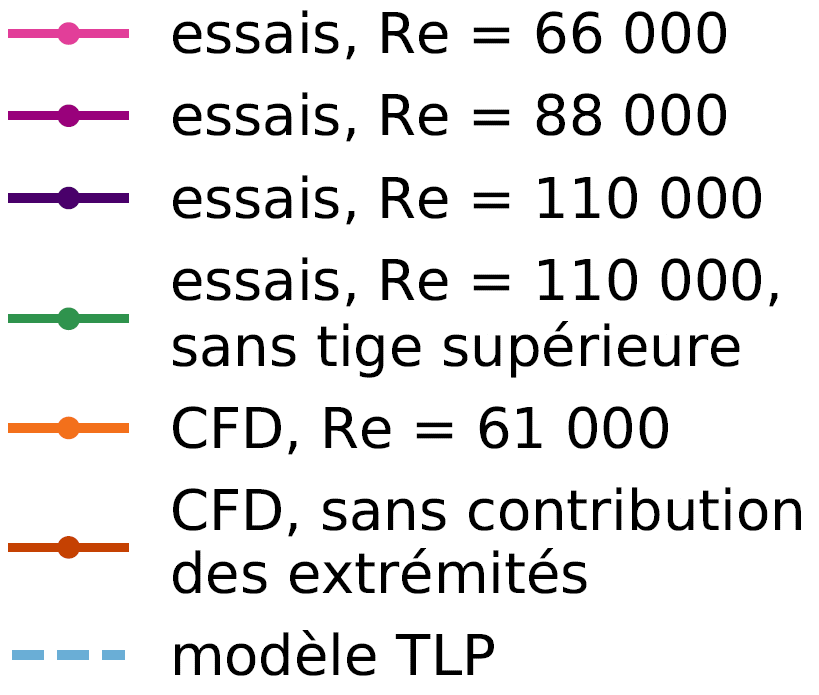 essais, Re = 66 000
essais, Re = 88 000
essais, Re = 110 000
essais, Re = 110 000,
sans tige supérieure
CFD, Re = 61 000
CFD, sans contribution
des extrémités
modèle TLP